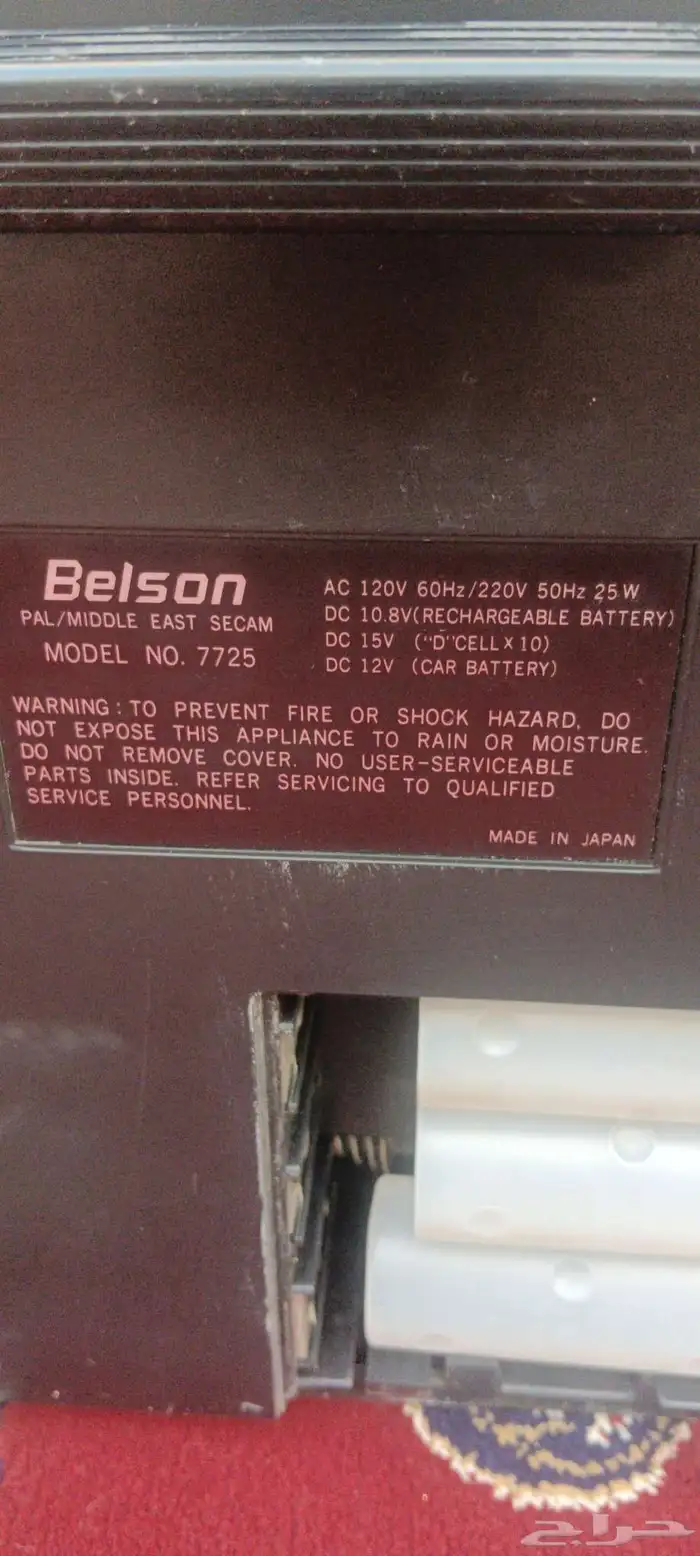 Belson
PAL/MIDDLE EAST SECAM
MODEL NO. 7725
AC 120V 60Hz/220V 50Hz 25W
DC 10.8V(RECHARGEABLE BATTERY)
DC 15V ("D"CELL X 10)
DC 12V (CAR BATTERY)
WARNING : TO PREVENT FIRE OR SHOCK HAZARD, DO
NOT EXPOSE THIS APPLIANCE TO RAIN OR MOISTURE.
DO NOT REMOVE COVER. NO USER-SERVICEABLE
PARTS INSIDE. REFER SERVICING TO QUALIFIED
SERVICE PERSONNEL.
MADE IN JAPAN
حراج